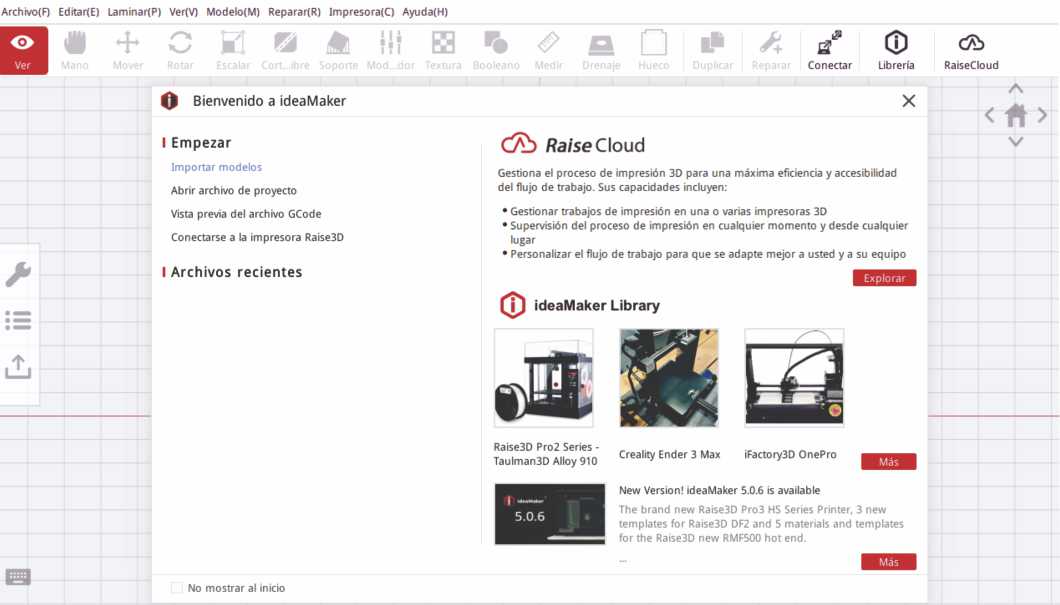 Archivo(F) Editar(E) Laminar(P) Ver(V) Modelo(M) Reparar(R) Impresora(C) Ayuda(H)
Ver Mano Mover Rotar Escalar Cort...ibre Soporte Mod...dor Textura Booleano Medir Drenaje Hueco Duplicar Reparar Conectar Librería RaiseCloud
Bienvenido a ideaMaker
Empezar
Importar modelos
Abrir archivo de proyecto
Vista previa del archivo GCode
Conectarse a la impresora Raise3D
Archivos recientes
Raise Cloud
Gestiona el proceso de impresión 3D para una máxima eficiencia y accesibilidad
del flujo de trabajo. Sus capacidades incluyen:
• Gestionar trabajos de impresión en una o varias impresoras 3D
• Supervisión del proceso de impresión en cualquier momento y desde cualquier
lugar
• Personalizar el flujo de trabajo para que se adapte mejor a usted y a su equipo
Explorar
ideaMaker Library
Raise3D Pro2 Series -
Taulman3D Alloy 910
Creality Ender 3 Max
iFactory3D OnePro
Más
ideaMaker
5.0.6
New Version! ideaMaker 5.0.6 is available
The brand new Raise3D Pro3 HS Series Printer, 3 new
templates for Raise3D DF2 and 5 materials and templates
for the Raise3D new RMF500 hot end.
...
Más
No mostrar al inicio